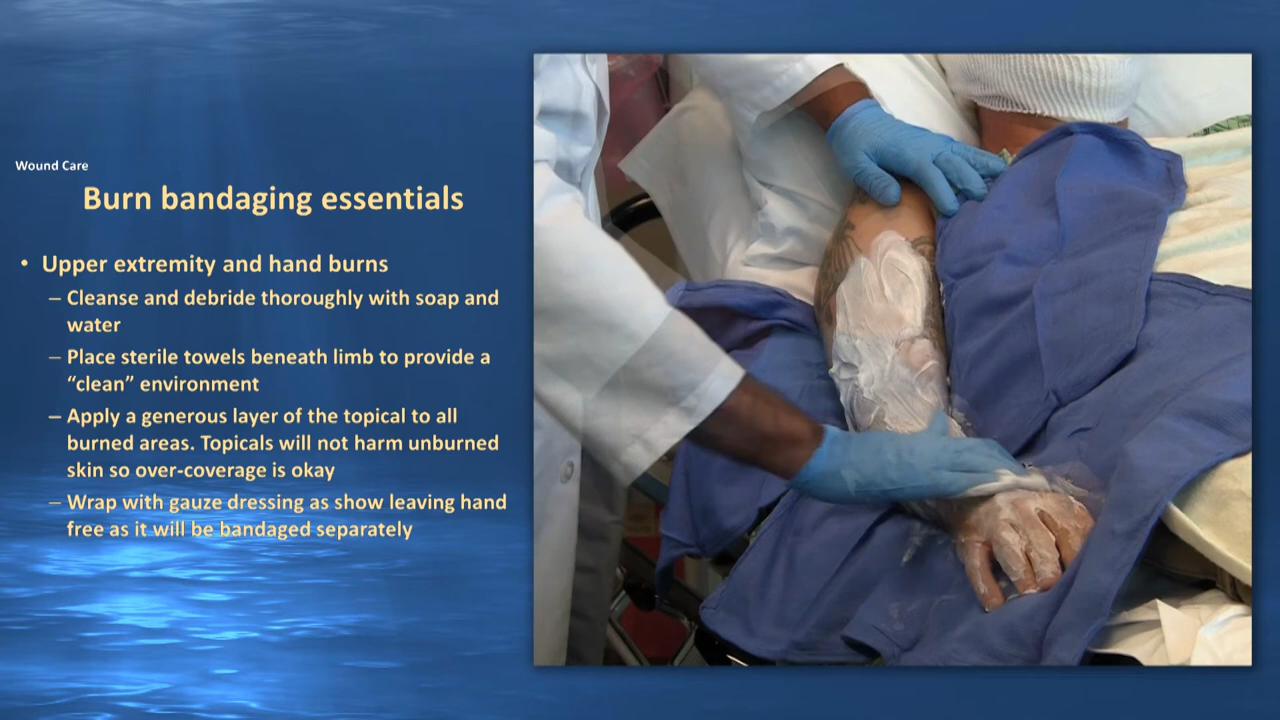 Wound Care
Burn bandaging essentials
• Upper extremity and hand burns
– Cleanse and debride thoroughly with soap and
water
– Place sterile towels beneath limb to provide a
“clean” environment
– Apply a generous layer of the topical to all
burned areas. Topicals will not harm unburned
skin so over-coverage is okay
– Wrap with gauze dressing as show leaving hand
free as it will be bandaged separately